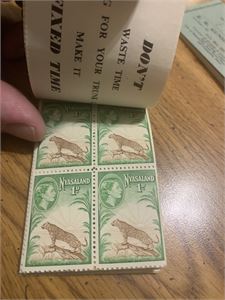 DON'T
WASTE TIME
FOR YOUR
MAKE IT
FIXED TIME
NYASALAND
1D
NYASALAND
1D